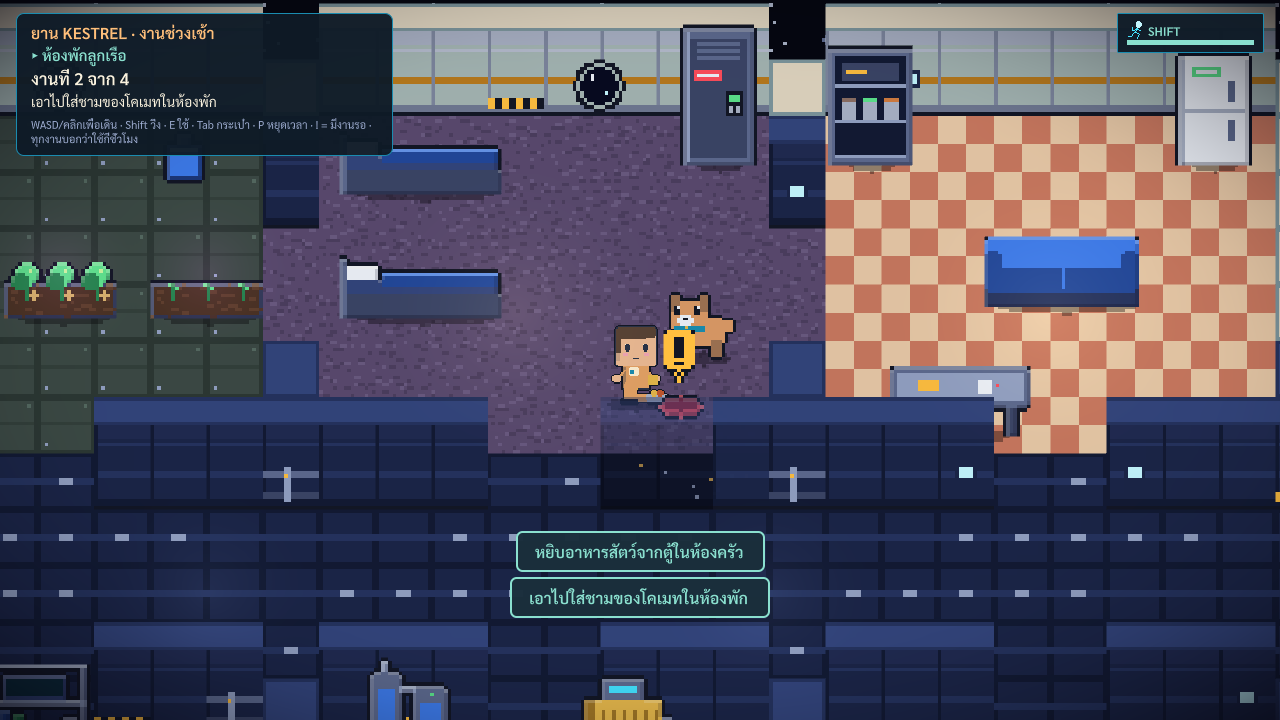 ยาน KESTREL · งานช่วงเช้า
▸ ห้องพักลูกเรือ
งานที่ 2 จาก 4
เอาไปใส่ชามของโคเมทในห้องพัก
WASD/คลิกเพื่อเดิน · Shift วิ่ง · E ใช้ · Tab กระเป๋า · P หยุดเวลา · ! = มีงานรอ ·
ทุกงานบอกว่าใช้กี่ชั่วโมง
SHIFT
หยิบอาหารสัตว์จากตู้ในห้องครัว
เอาไปใส่ชามของโคเมทในห้องพัก